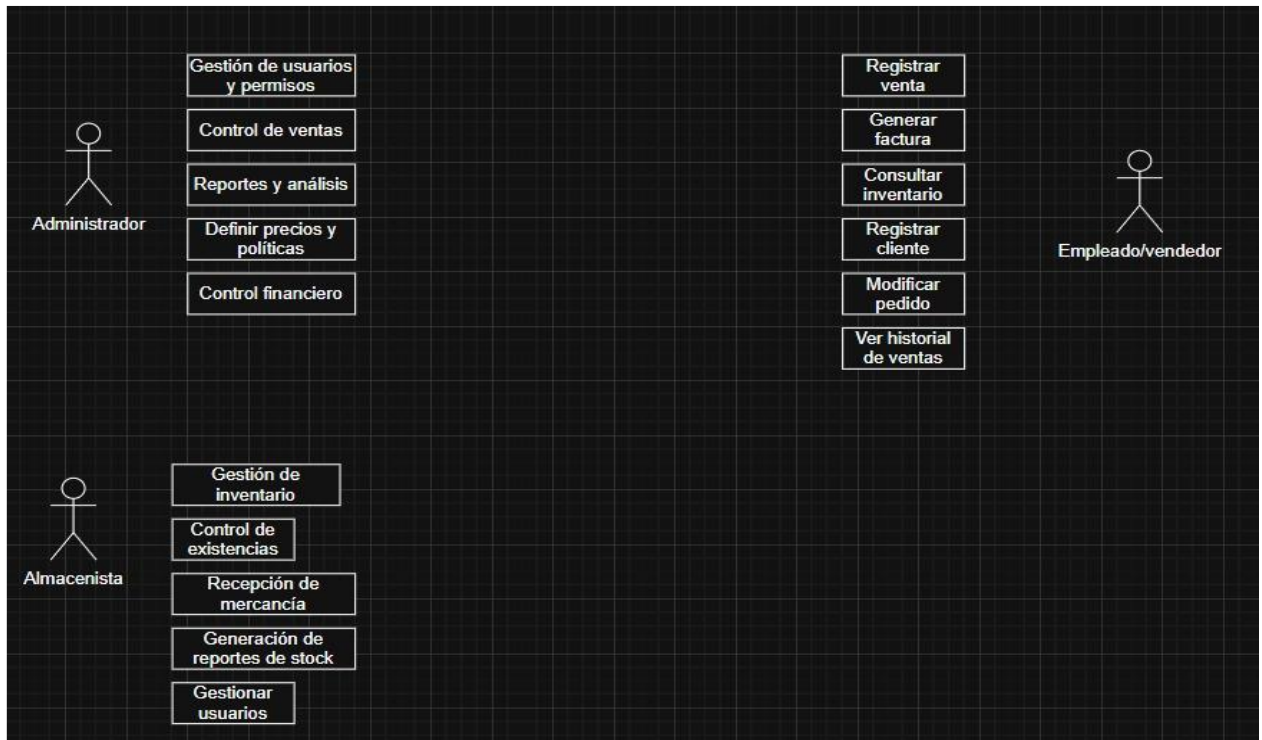 Gestión de usuarios
y permisos
Control de ventas
Reportes y análisis
Administrador
Definir precios y
políticas
Control financiero
Registrar
venta
Generar
factura
Consultar
inventario
Registrar
cliente
Empleado/vendedor
Modificar
pedido
Ver historial
de ventas
Gestión de
inventario
Control de
existencias
Almacenista
Recepción de
mercancía
Generación de
reportes de stock
Gestionar
usuarios